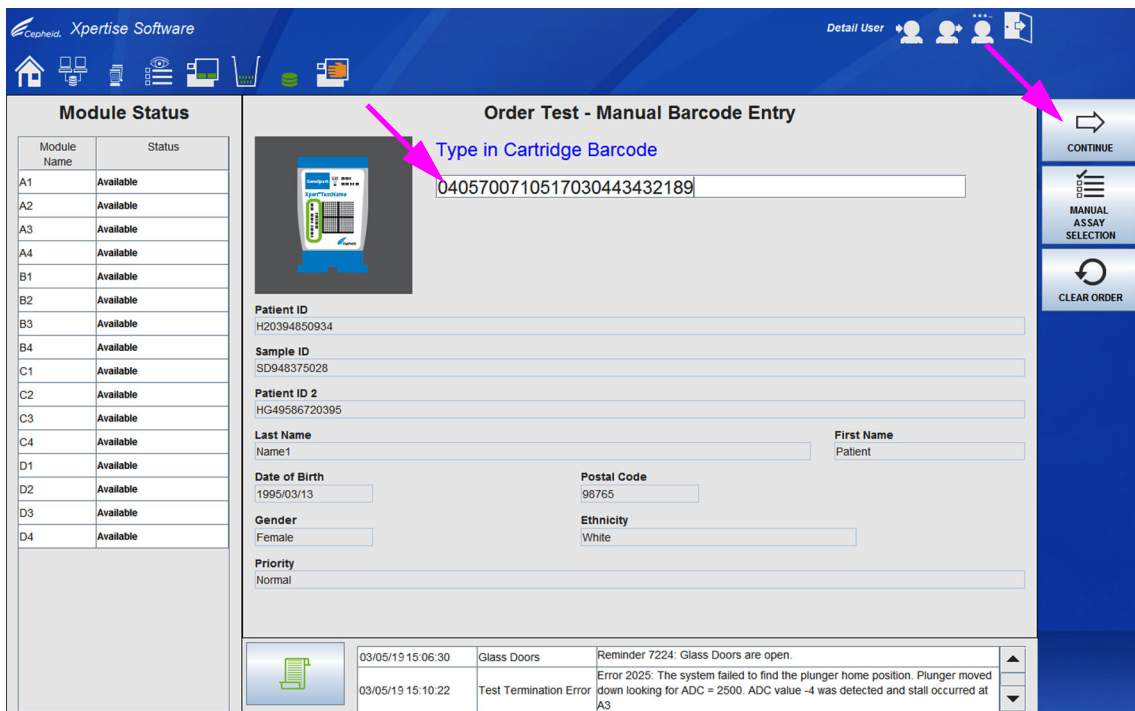 Cepheid. Xpertise Software
Detail User
Module Status
Module Name Status
A1 Available
A2 Available
A3 Available
A4 Available
B1 Available
B2 Available
B3 Available
B4 Available
C1 Available
C2 Available
C3 Available
C4 Available
D1 Available
D2 Available
D3 Available
D4 Available
Order Test - Manual Barcode Entry
Type in Cartridge Barcode
0405700710517030443432189
GeneXpert
Xpert®TestName
Cepheid
Patient ID
H20394850934
Sample ID
SD948375028
Patient ID 2
HG49586720395
Last Name First Name
Name1 Patient
Date of Birth Postal Code
1995/03/13 98765
Gender Ethnicity
Female White
Priority
Normal
03/05/19 15:06:30 Glass Doors Reminder 7224: Glass Doors are open.
03/05/19 15:10:22 Test Termination Error Error 2025: The system failed to find the plunger home position. Plunger moved
down looking for ADC = 2500. ADC value -4 was detected and stall occurred at
A3
CONTINUE
MANUAL
ASSAY
SELECTION
CLEAR ORDER